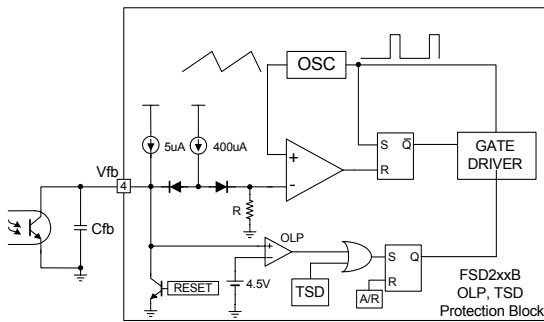 OSC
5uA
400uA
Vfb
4
+
-
S
Q
R
GATE
DRIVER
R
Cfb
OLP
+
-
RESET
4.5V
TSD
S
Q
R
A/R
FSD2xxB
OLP, TSD
Protection Block